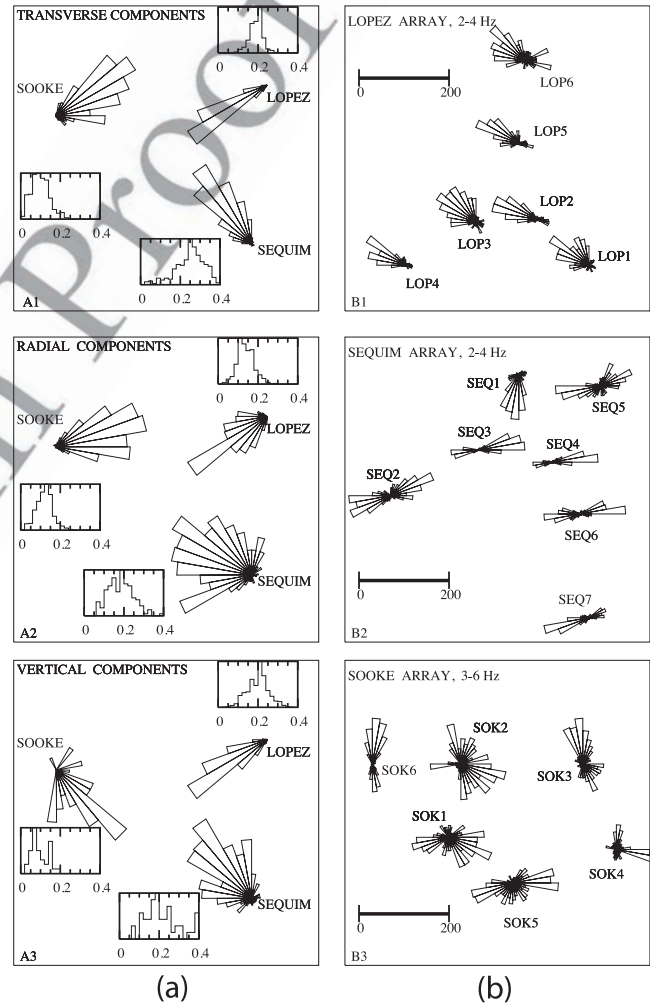 TRANSVERSE COMPONENTS
SOOKE
0 0.2 0.4
LOPEZ
0 0.2 0.4
SEQUIM
0 0.2 0.4
A1
RADIAL COMPONENTS
SOOKE
0 0.2 0.4
LOPEZ
0 0.2 0.4
SEQUIM
0 0.2 0.4
A2
VERTICAL COMPONENTS
SOOKE
0 0.2 0.4
LOPEZ
0 0.2 0.4
SEQUIM
0 0.2 0.4
A3
(a)
LOPEZ ARRAY, 2-4 Hz
0 200
LOP6
LOP5
LOP2
LOP3
LOP1
LOP4
B1
SEQUIM ARRAY, 2-4 Hz
SEQ1
SEQ5
SEQ3
SEQ4
SEQ2
SEQ6
0 200
SEQ7
B2
SOOKE ARRAY, 3-6 Hz
SOK2
SOK6
SOK3
SOK1
SOK4
SOK5
0 200
B3
(b)
In Proof